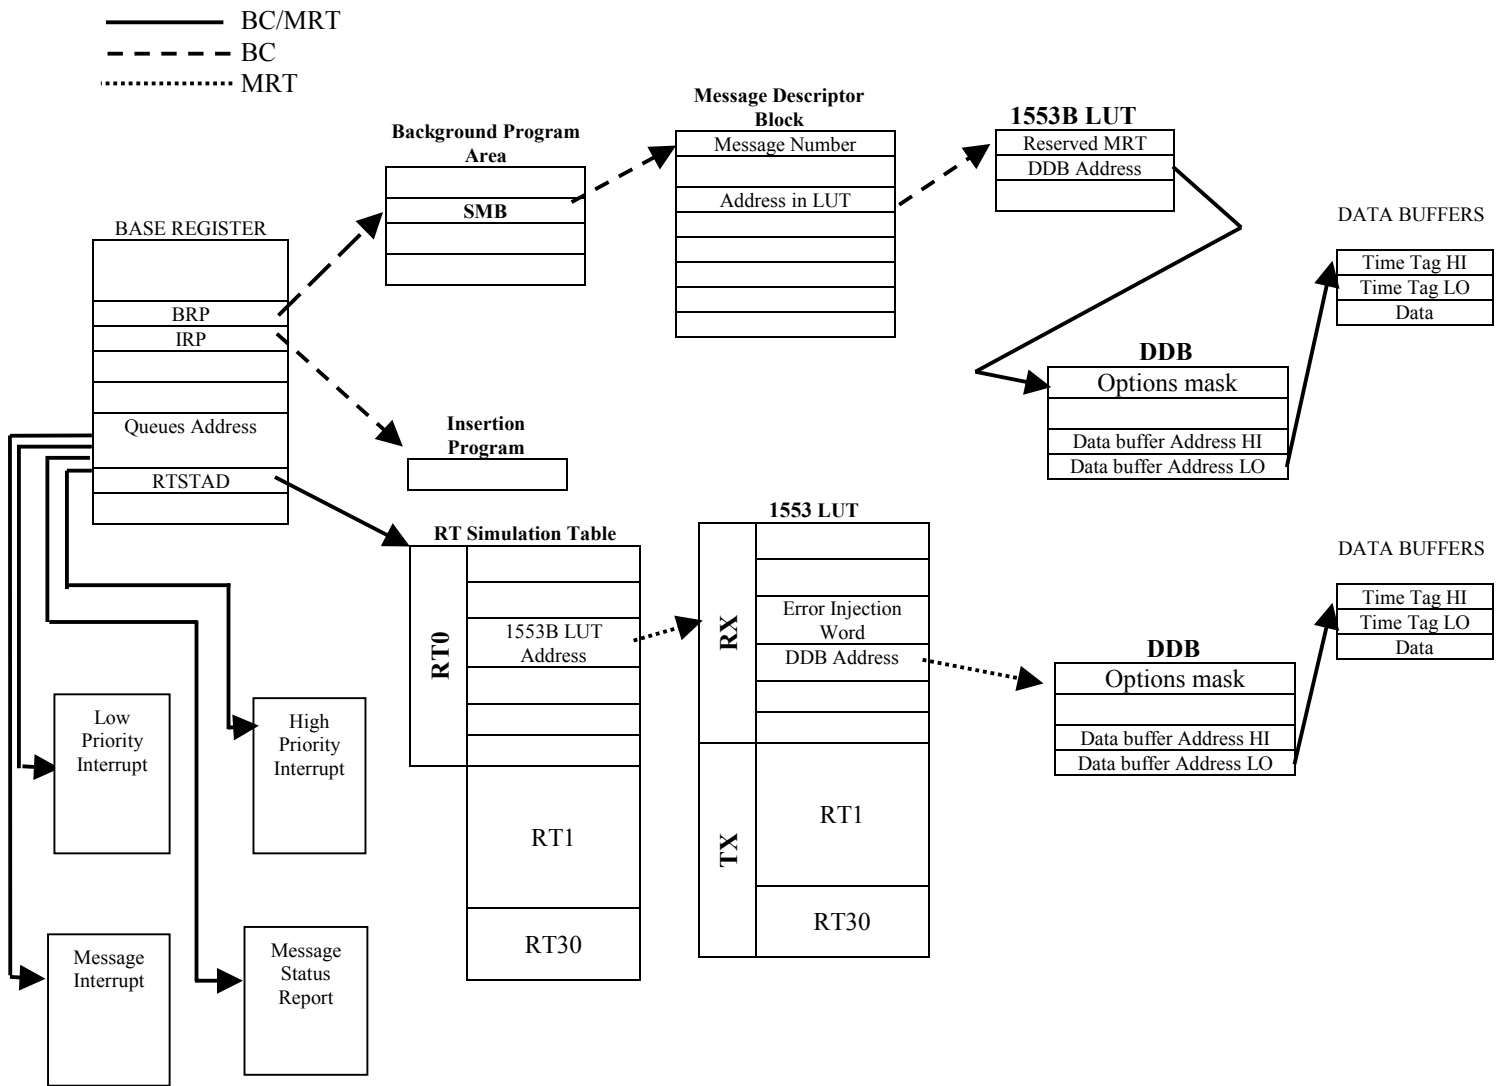 BC/MRT
BC
MRT
Background Program
Area
SMB
Message Descriptor
Block
Message Number
Address in LUT
1553B LUT
Reserved MRT
DDB Address
DATA BUFFERS
Time Tag HI
Time Tag LO
Data
BASE REGISTER
BRP
IRP
Queues Address
RTSTAD
Insertion
Program
DDB
Options mask
Data buffer Address HI
Data buffer Address LO
RT Simulation Table
RT0
1553B LUT
Address
RT1
RT30
1553 LUT
RX
Error Injection
Word
DDB Address
TX
RT1
RT30
DDB
Options mask
Data buffer Address HI
Data buffer Address LO
DATA BUFFERS
Time Tag HI
Time Tag LO
Data
Low
Priority
Interrupt
High
Priority
Interrupt
Message
Interrupt
Message
Status
Report